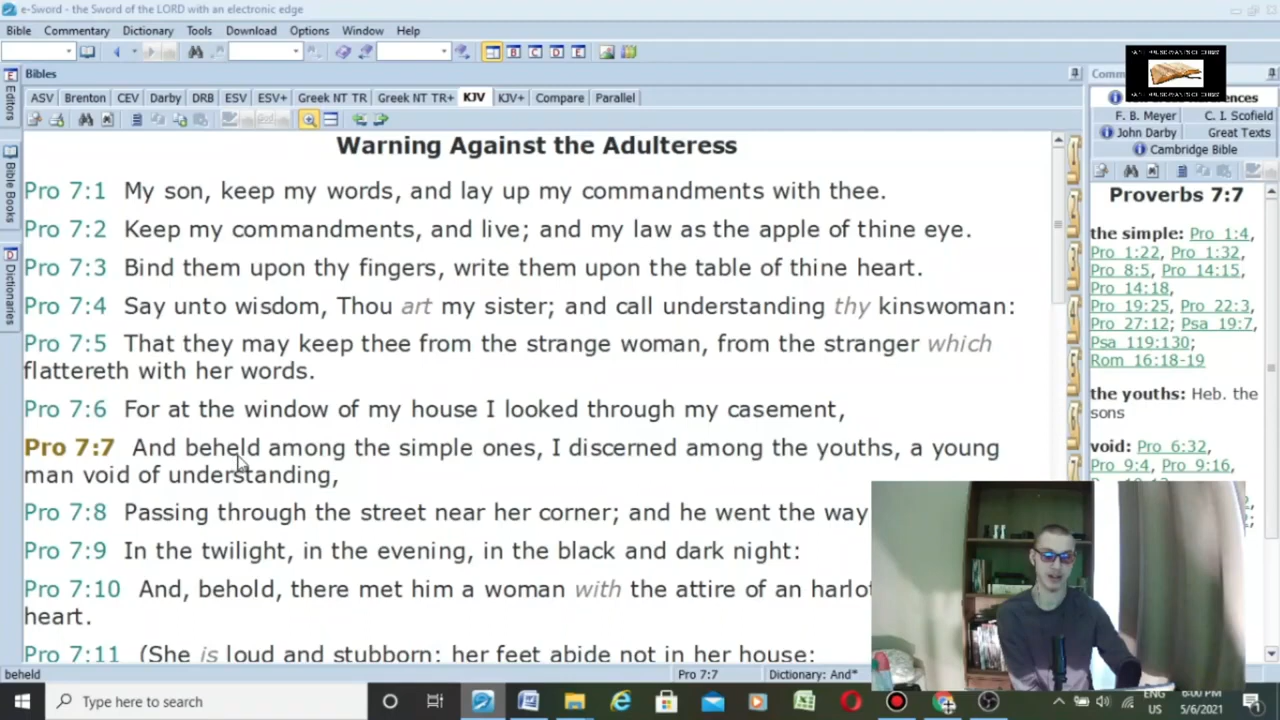 e-Sword - the Sword of the LORD with an electronic edge
Bible Commentary Dictionary Tools Download Options Window Help
Bibles
ASV Brenton CEV Darby DRB ESV ESV+ Greek NT TR Greek NT TR+ KJV KJV+ Compare Parallel
Editors
Bible Books
Dictionaries
Warning Against the Adulteress
Pro 7:1 My son, keep my words, and lay up my commandments with thee.
Pro 7:2 Keep my commandments, and live; and my law as the apple of thine eye.
Pro 7:3 Bind them upon thy fingers, write them upon the table of thine heart.
Pro 7:4 Say unto wisdom, Thou art my sister; and call understanding thy kinswoman:
Pro 7:5 That they may keep thee from the strange woman, from the stranger which
flattereth with her words.
Pro 7:6 For at the window of my house I looked through my casement,
Pro 7:7 And beheld among the simple ones, I discerned among the youths, a young
man void of understanding,
Pro 7:8 Passing through the street near her corner; and he went the way
Pro 7:9 In the twilight, in the evening, in the black and dark night:
Pro 7:10 And, behold, there met him a woman with the attire of an harlot
heart.
Pro 7:11 (She is loud and stubborn; her feet abide not in her house:
F. B. Meyer C. I. Scofield
John Darby Great Texts
Cambridge Bible
Proverbs 7:7
the simple: Pro 1:4,
Pro 1:22, Pro 1:32,
Pro 8:5, Pro 14:15,
Pro 14:18,
Pro 19:25, Pro 22:3,
Pro 27:12; Psa 19:7,
Psa 119:130;
Rom 16:18-19
the youths: Heb. the
sons
void: Pro 6:32,
Pro 9:4, Pro 9:16,
beheld
Pro 7:7
Dictionary: And*
Type here to search
ENG
US
6:00 PM
5/6/2021